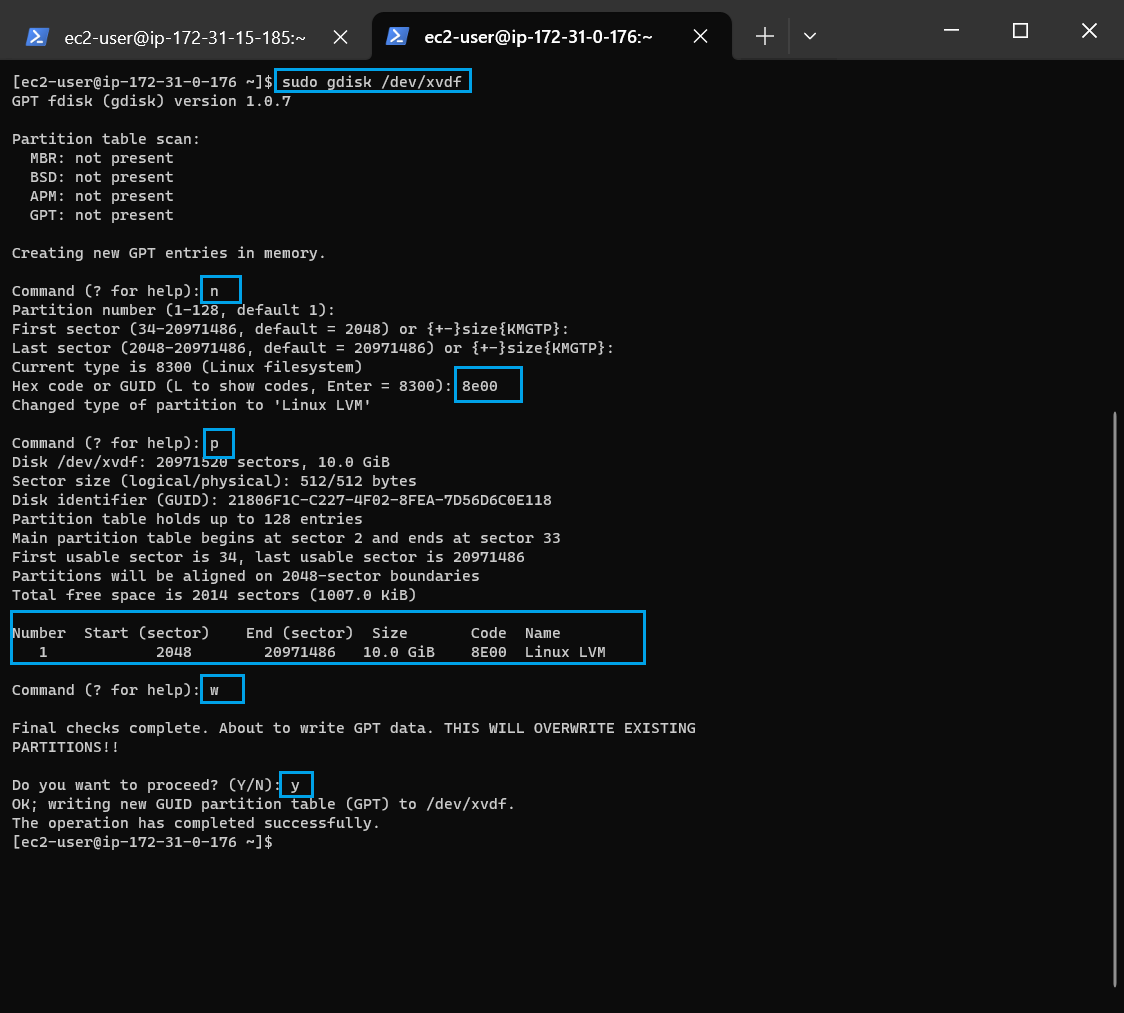 ec2-user@ip-172-31-15-185:~
ec2-user@ip-172-31-0-176:~
[ec2-user@ip-172-31-0-176 ~]$ sudo gdisk /dev/xvdf
GPT fdisk (gdisk) version 1.0.7
Partition table scan:
  MBR: not present
  BSD: not present
  APM: not present
  GPT: not present
Creating new GPT entries in memory.
Command (? for help): n
Partition number (1-128, default 1):
First sector (34-20971486, default = 2048) or {+-}size{KMGTP}:
Last sector (2048-20971486, default = 20971486) or {+-}size{KMGTP}:
Current type is 8300 (Linux filesystem)
Hex code or GUID (L to show codes, Enter = 8300): 8e00
Changed type of partition to 'Linux LVM'
Command (? for help): p
Disk /dev/xvdf: 20971520 sectors, 10.0 GiB
Sector size (logical/physical): 512/512 bytes
Disk identifier (GUID): 21806F1C-C227-4F02-8FEA-7D56D6C0E118
Partition table holds up to 128 entries
Main partition table begins at sector 2 and ends at sector 33
First usable sector is 34, last usable sector is 20971486
Partitions will be aligned on 2048-sector boundaries
Total free space is 2014 sectors (1007.0 KiB)
Number  Start (sector)    End (sector)  Size       Code  Name
   1            2048        20971486   10.0 GiB    8E00  Linux LVM
Command (? for help): w
Final checks complete. About to write GPT data. THIS WILL OVERWRITE EXISTING
PARTITIONS!!
Do you want to proceed? (Y/N): y
OK; writing new GUID partition table (GPT) to /dev/xvdf.
The operation has completed successfully.
[ec2-user@ip-172-31-0-176 ~]$